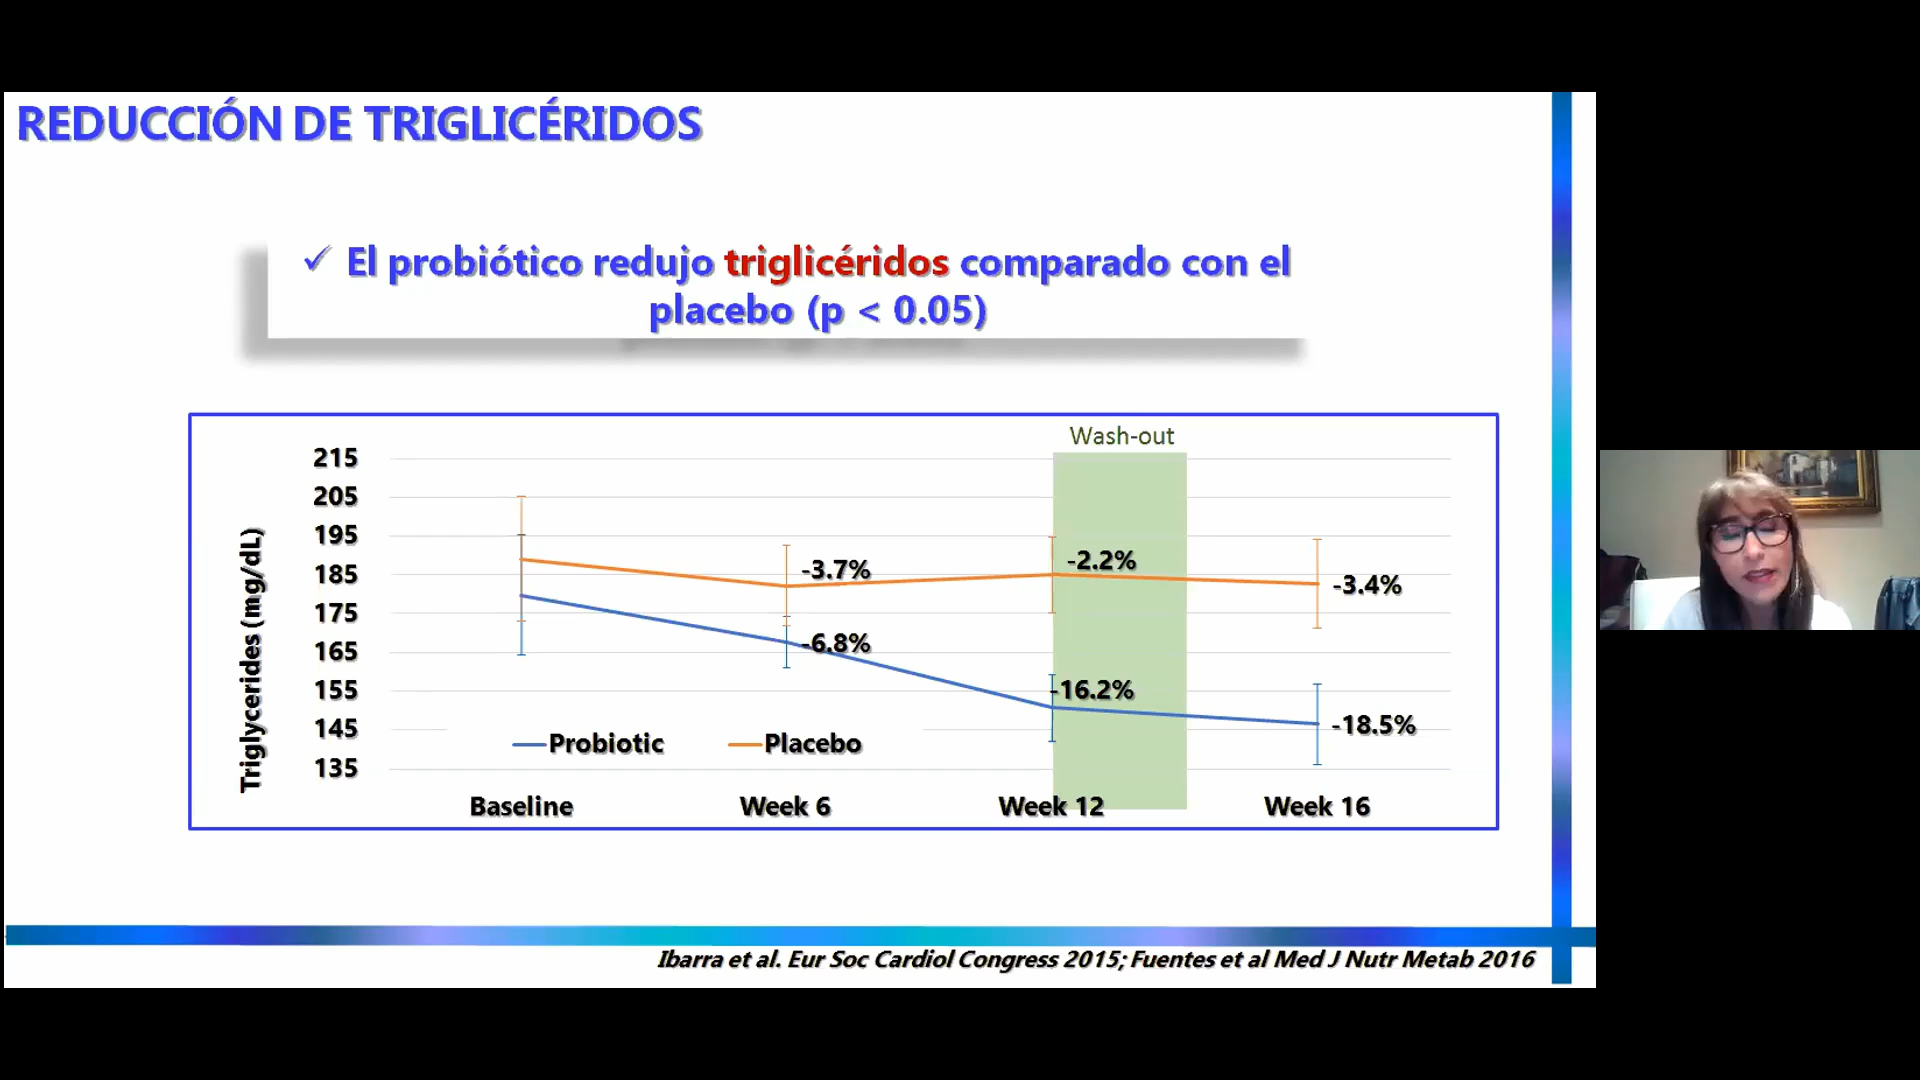 REDUCCIÓN DE TRIGLICÉRIDOS
✓ El probiótico redujo triglicéridos comparado con el
placebo (p < 0.05)
Wash-out
215
205
195
185
175
165
155
145
135
Triglycerides (mg/dL)
-3.7%
-2.2%
-3.4%
-6.8%
-16.2%
-18.5%
Probiotic
Placebo
Baseline
Week 6
Week 12
Week 16
Ibarra et al. Eur Soc Cardiol Congress 2015; Fuentes et al Med J Nutr Metab 2016